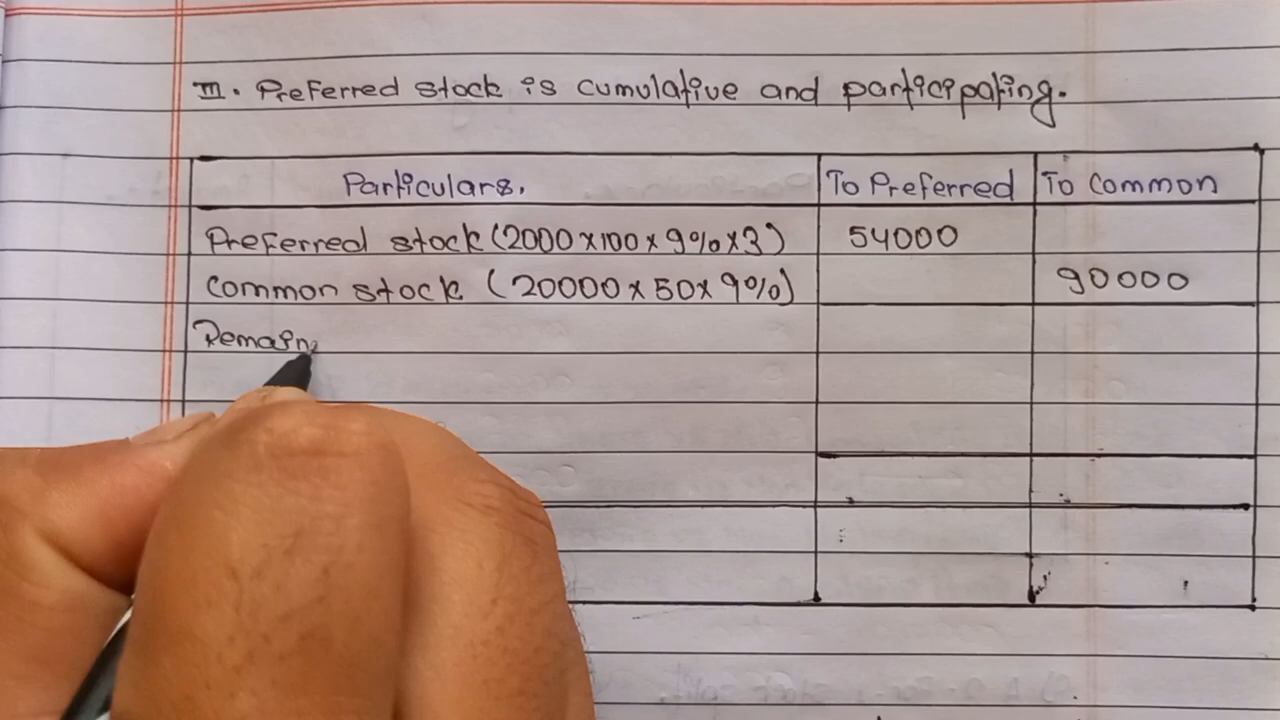 III. Preferred stock is cumulative and participating.
Particulars. To Preferred To Common
Preferred stock (2000×100×9%×3) 54000
Common stock (20000×50×9%) 90000
Remain